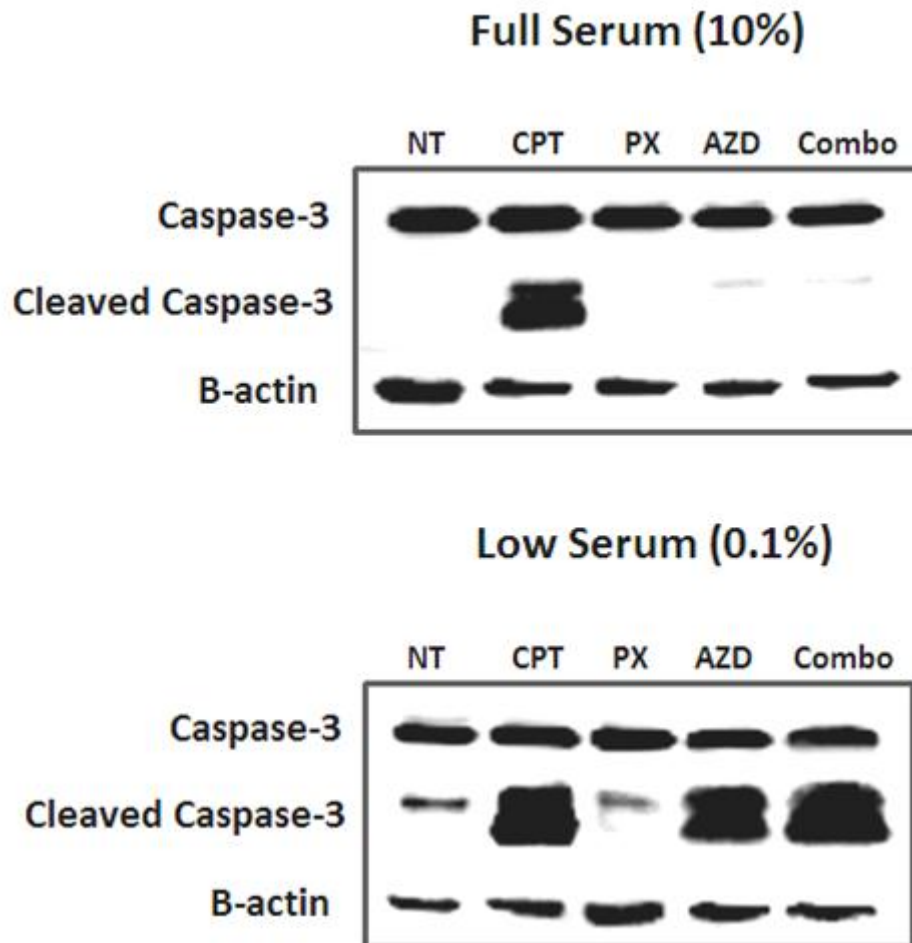 Full Serum (10%)
NT CPT PX AZD Combo
Caspase-3
Cleaved Caspase-3
B-actin
Low Serum (0.1%)
NT CPT PX AZD Combo
Caspase-3
Cleaved Caspase-3
B-actin